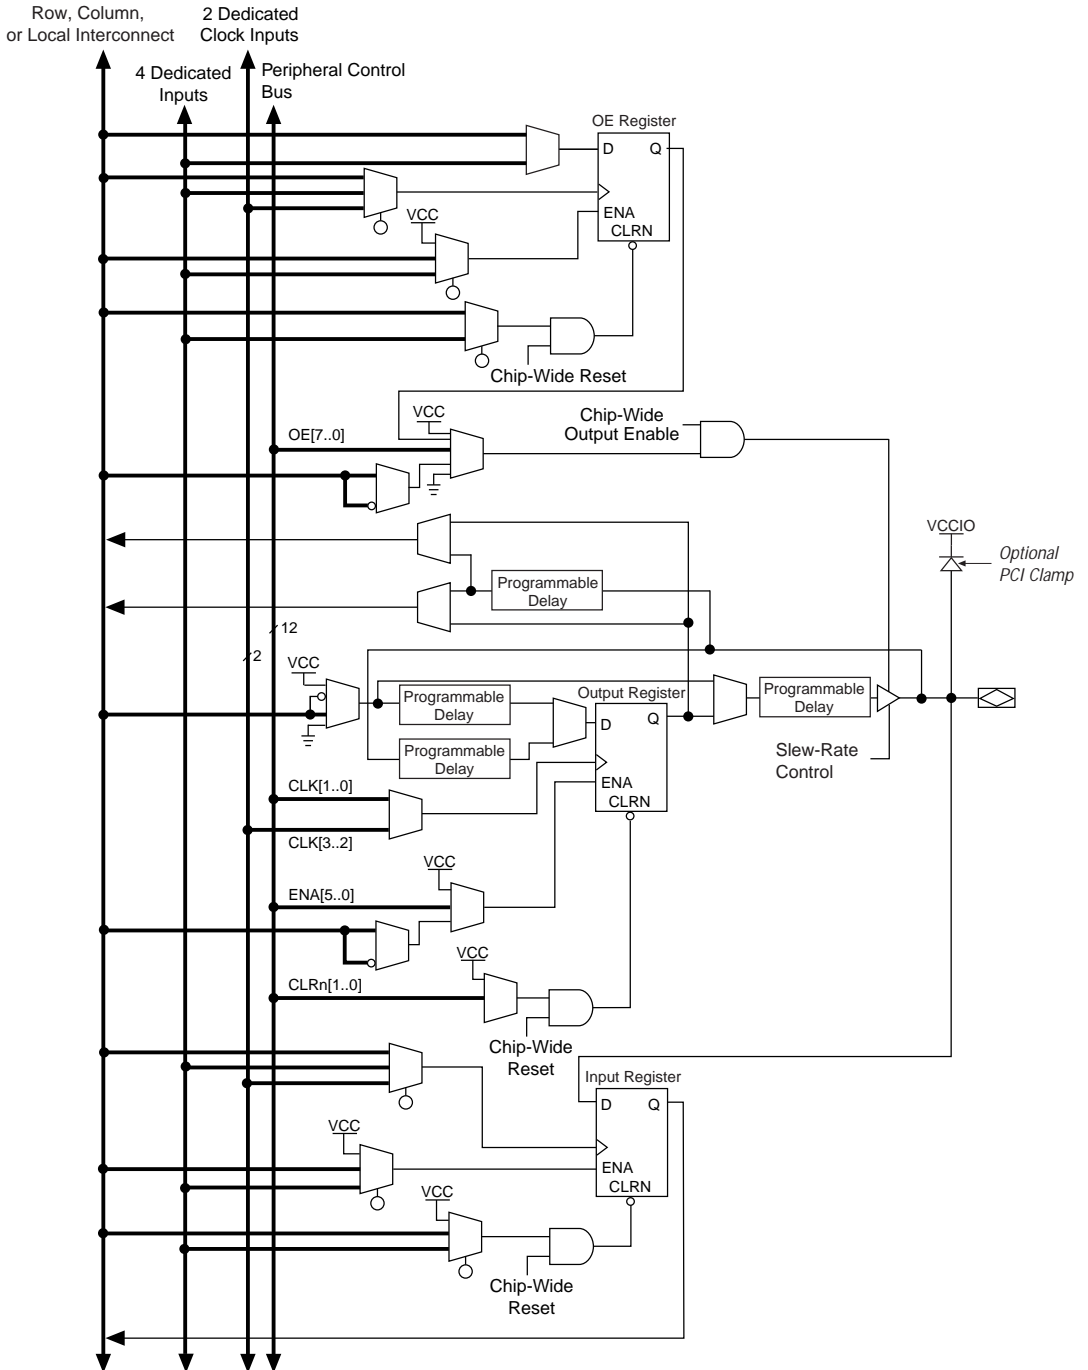 Row, Column,
or Local Interconnect
2 Dedicated
Clock Inputs
4 Dedicated
Inputs
Peripheral Control
Bus
OE Register
D
Q
ENA
CLRN
VCC
Chip-Wide Reset
VCC
OE[7..0]
Chip-Wide
Output Enable
VCCIO
Optional
PCI Clamp
Programmable
Delay
12
2
VCC
Programmable
Delay
Output Register
D
Q
ENA
CLRN
Programmable
Delay
Programmable
Delay
Slew-Rate
Control
CLK[1..0]
CLK[3..2]
VCC
ENA[5..0]
VCC
CLRn[1..0]
Chip-Wide
Reset
Input Register
D
Q
ENA
CLRN
VCC
VCC
Chip-Wide
Reset